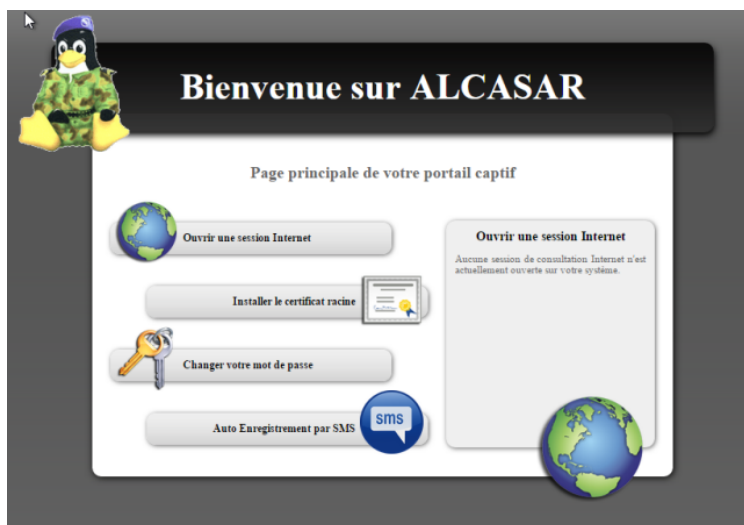 Bienvenue sur ALCASAR
Page principale de votre portail captif
Ouvrir une session Internet
Installer le certificat racine
Changer votre mot de passe
Auto Enregistrement par SMS
sms
Ouvrir une session Internet
Aucune session de consultation Internet n'est
actuellement ouverte sur votre système.